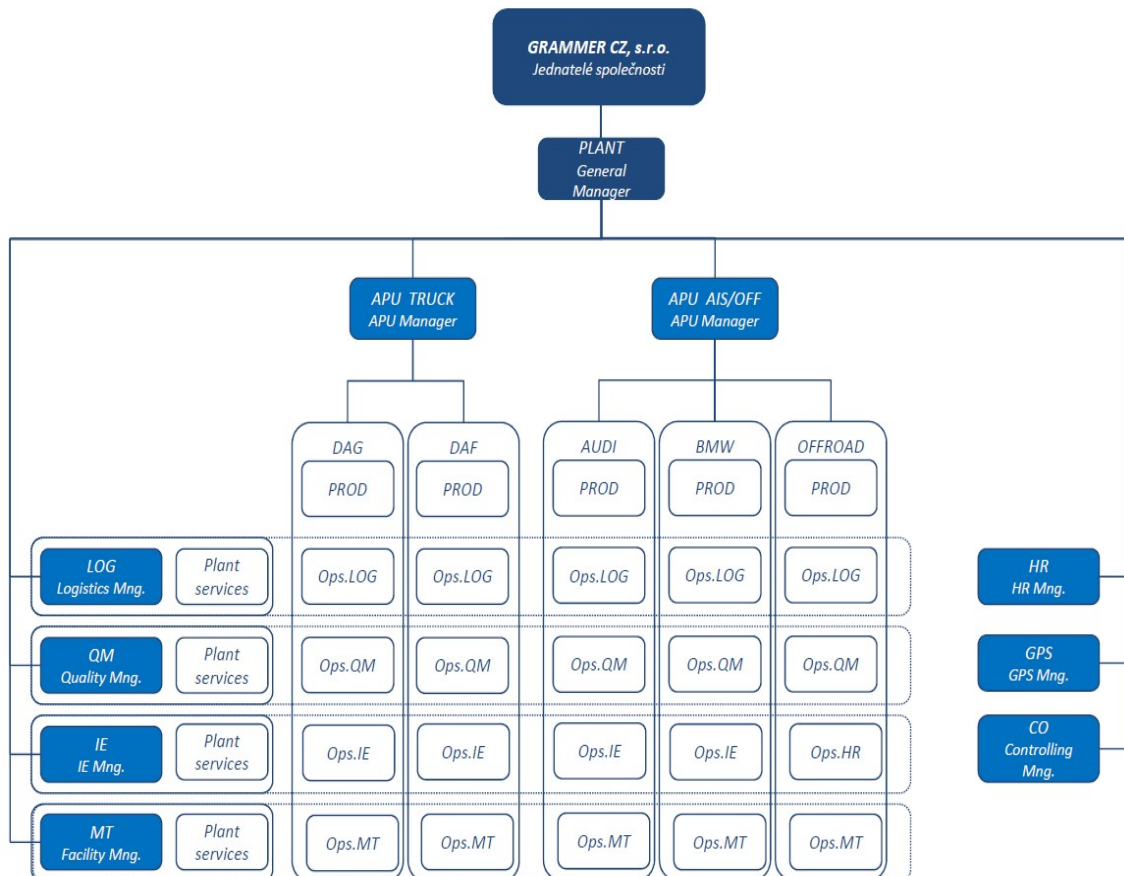 GRAMMER CZ, s.r.o.
Jednatelé společnosti
PLANT
General
Manager
APU TRUCK
APU Manager
APU AIS/OFF
APU Manager
DAG
DAF
AUDI
BMW
OFFROAD
PROD
PROD
PROD
PROD
PROD
LOG
Logistics Mng.
Plant
services
Ops.LOG
Ops.LOG
Ops.LOG
Ops.LOG
Ops.LOG
HR
HR Mng.
QM
Quality Mng.
Plant
services
Ops.QM
Ops.QM
Ops.QM
Ops.QM
Ops.QM
GPS
GPS Mng.
IE
IE Mng.
Plant
services
Ops.IE
Ops.IE
Ops.IE
Ops.IE
Ops.HR
CO
Controlling
Mng.
MT
Facility Mng.
Plant
services
Ops.MT
Ops.MT
Ops.MT
Ops.MT
Ops.MT